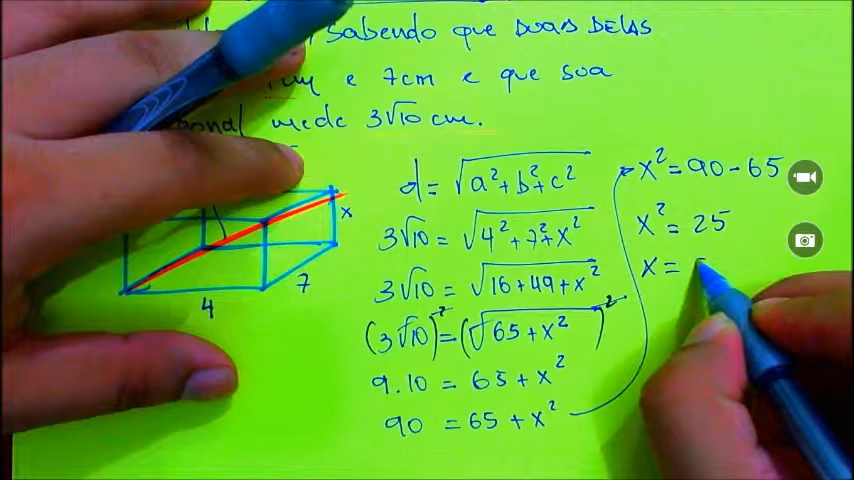 sabendo que DUAS DELAS
e 7cm e que sua
mede 3√10 cm.
x
7
4
d = √a²+b²+c²
3√10 = √4²+7²+x²
3√10 = √16+49+x²
(3√10)² = (√65+x²)²
9.10 = 65 + x²
90 = 65 + x²
x² = 90 - 65
x² = 25
x =